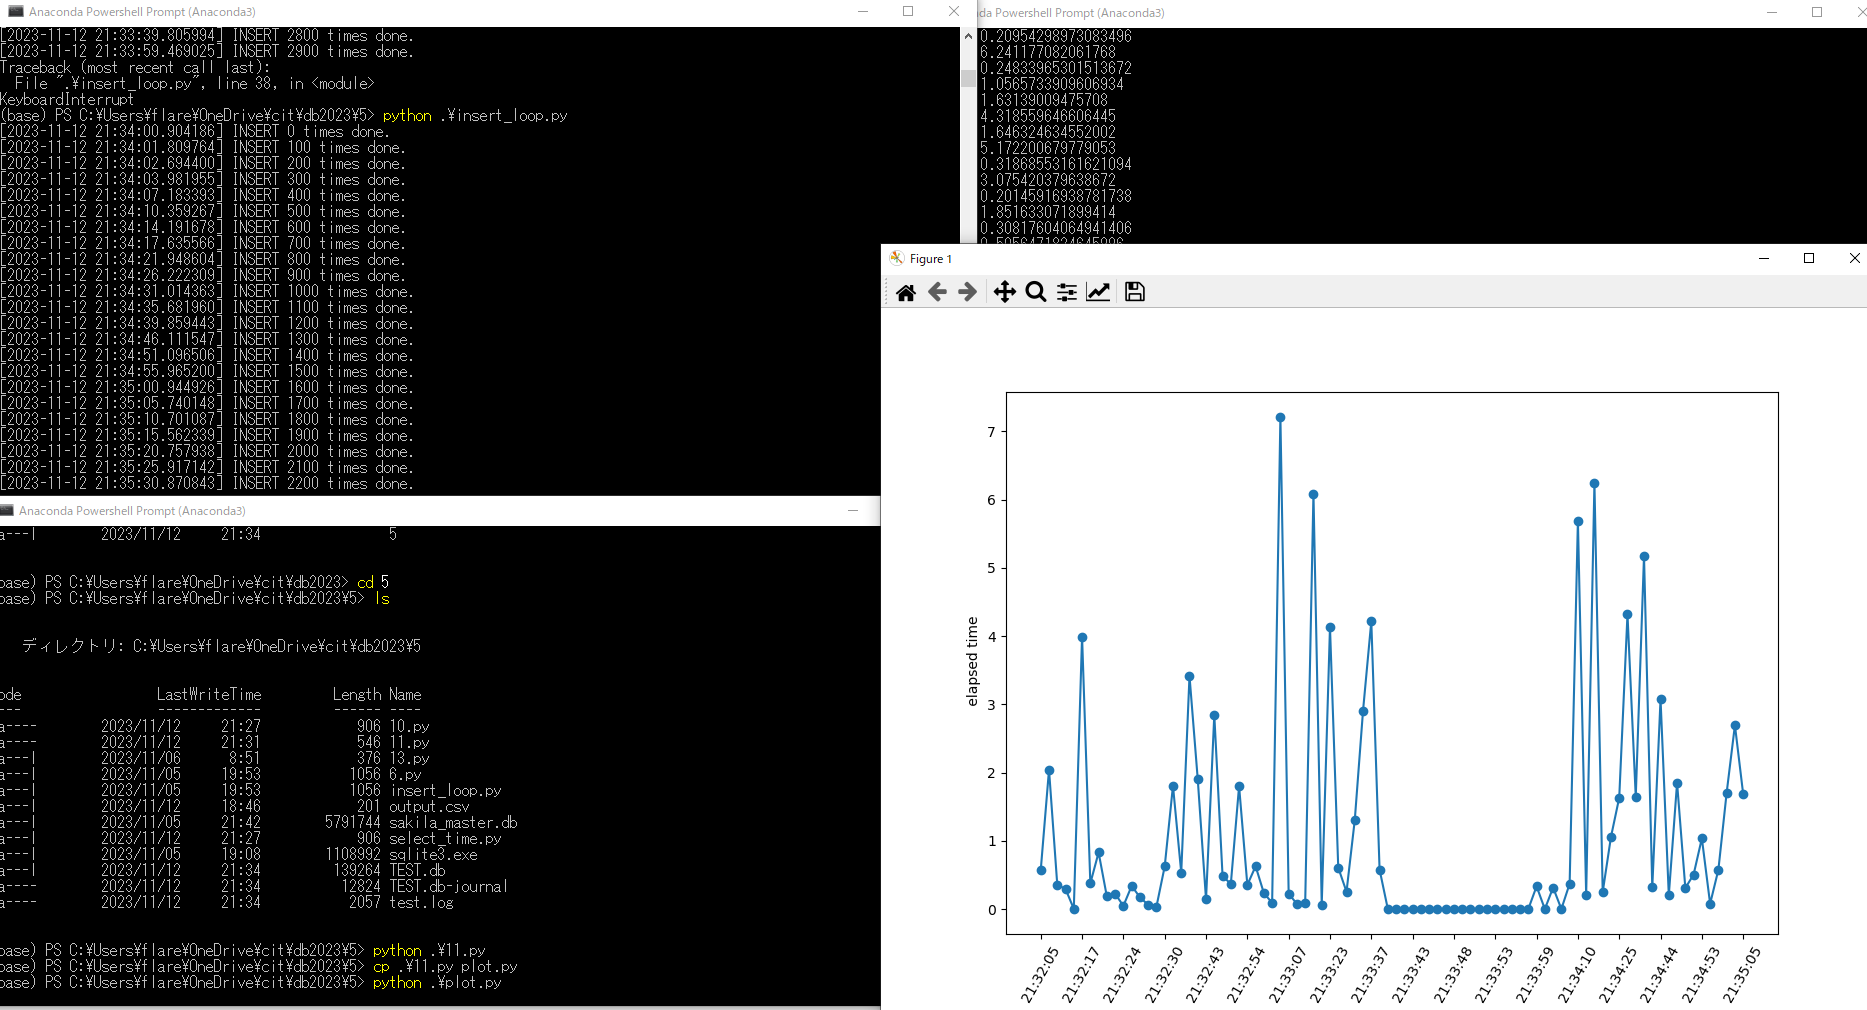 Anaconda Powershell Prompt (Anaconda3)
[2023-11-12 21:33:39.805994] INSERT 2800 times done.
[2023-11-12 21:33:59.469025] INSERT 2900 times done.
Traceback (most recent call last):
File ".¥insert_loop.py", line 38, in <module>
KeyboardInterrupt
(base) PS C:¥Users¥flare¥OneDrive¥cit¥db2023¥5> python .¥insert_loop.py
[2023-11-12 21:34:00.904186] INSERT 0 times done.
[2023-11-12 21:34:01.809764] INSERT 100 times done.
[2023-11-12 21:34:02.694400] INSERT 200 times done.
[2023-11-12 21:34:03.981955] INSERT 300 times done.
[2023-11-12 21:34:07.183393] INSERT 400 times done.
[2023-11-12 21:34:10.359267] INSERT 500 times done.
[2023-11-12 21:34:14.191678] INSERT 600 times done.
[2023-11-12 21:34:17.635566] INSERT 700 times done.
[2023-11-12 21:34:21.948604] INSERT 800 times done.
[2023-11-12 21:34:26.222309] INSERT 900 times done.
[2023-11-12 21:34:31.014363] INSERT 1000 times done.
[2023-11-12 21:34:35.681960] INSERT 1100 times done.
[2023-11-12 21:34:39.859443] INSERT 1200 times done.
[2023-11-12 21:34:46.111547] INSERT 1300 times done.
[2023-11-12 21:34:51.096506] INSERT 1400 times done.
[2023-11-12 21:34:55.965200] INSERT 1500 times done.
[2023-11-12 21:35:00.944926] INSERT 1600 times done.
[2023-11-12 21:35:05.740148] INSERT 1700 times done.
[2023-11-12 21:35:10.701087] INSERT 1800 times done.
[2023-11-12 21:35:15.562339] INSERT 1900 times done.
[2023-11-12 21:35:20.757938] INSERT 2000 times done.
[2023-11-12 21:35:25.917142] INSERT 2100 times done.
[2023-11-12 21:35:30.870843] INSERT 2200 times done.
da Powershell Prompt (Anaconda3)
0.20954298973083496
6.241177082061768
0.24833965301513672
1.0565733909606934
1.63139009475708
4.318559646606445
1.646324634552002
5.172200679779053
0.31868553161621094
3.075420379638672
0.20145916938781738
1.851633071899414
0.30817604064941406
Anaconda Powershell Prompt (Anaconda3)
a---l 2023/11/12 21:34 5
base) PS C:¥Users¥flare¥OneDrive¥cit¥db2023> cd 5
base) PS C:¥Users¥flare¥OneDrive¥cit¥db2023¥5> ls
ディレクトリ: C:¥Users¥flare¥OneDrive¥cit¥db2023¥5
ode LastWriteTime Length Name
--- ------------- ------ ----
a---- 2023/11/12 21:27 906 10.py
a---- 2023/11/12 21:31 546 11.py
a---l 2023/11/06 8:51 376 13.py
a---l 2023/11/05 19:53 1056 6.py
a---l 2023/11/05 19:53 1056 insert_loop.py
a---l 2023/11/12 18:46 201 output.csv
a---l 2023/11/05 21:42 5791744 sakila_master.db
a---l 2023/11/12 21:27 906 select_time.py
a---l 2023/11/05 19:08 1108992 sqlite3.exe
a---l 2023/11/12 21:34 139264 TEST.db
a---- 2023/11/12 21:34 12824 TEST.db-journal
a---- 2023/11/12 21:34 2057 test.log
base) PS C:¥Users¥flare¥OneDrive¥cit¥db2023¥5> python .¥11.py
base) PS C:¥Users¥flare¥OneDrive¥cit¥db2023¥5> cp .¥11.py plot.py
base) PS C:¥Users¥flare¥OneDrive¥cit¥db2023¥5> python .¥plot.py
Figure 1
elapsed time
7
6
5
4
3
2
1
0
21:32:05
21:32:17
21:32:24
21:32:30
21:32:43
21:32:54
21:33:07
21:33:23
21:33:37
21:33:43
21:33:48
21:33:53
21:33:59
21:34:10
21:34:25
21:34:44
21:34:53
21:35:05